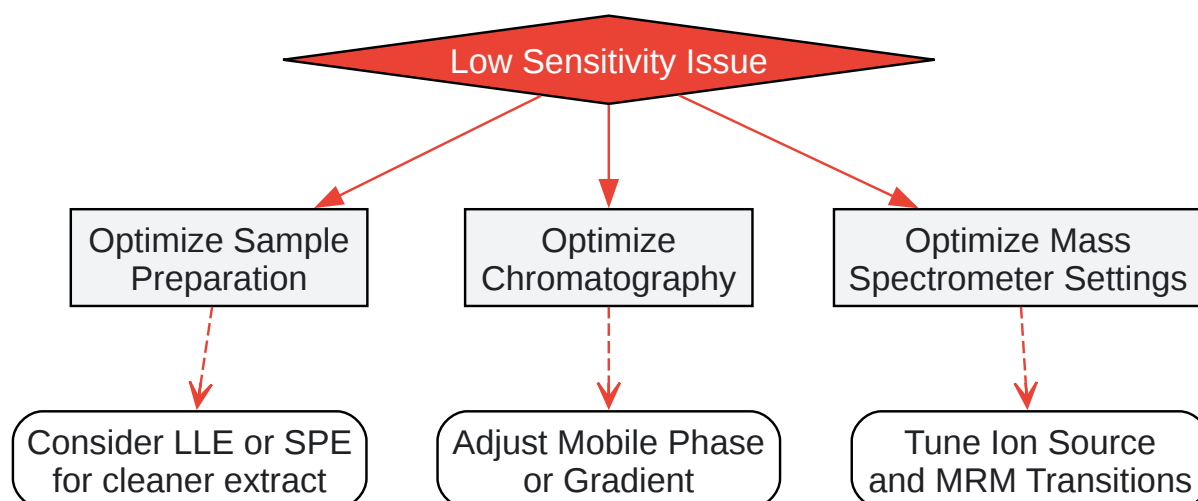 Low Sensitivity Issue
Optimize Sample
Preparation
Optimize
Chromatography
Optimize Mass
Spectrometer Settings
Consider LLE or SPE
for cleaner extract
Adjust Mobile Phase
or Gradient
Tune Ion Source
and MRM Transitions